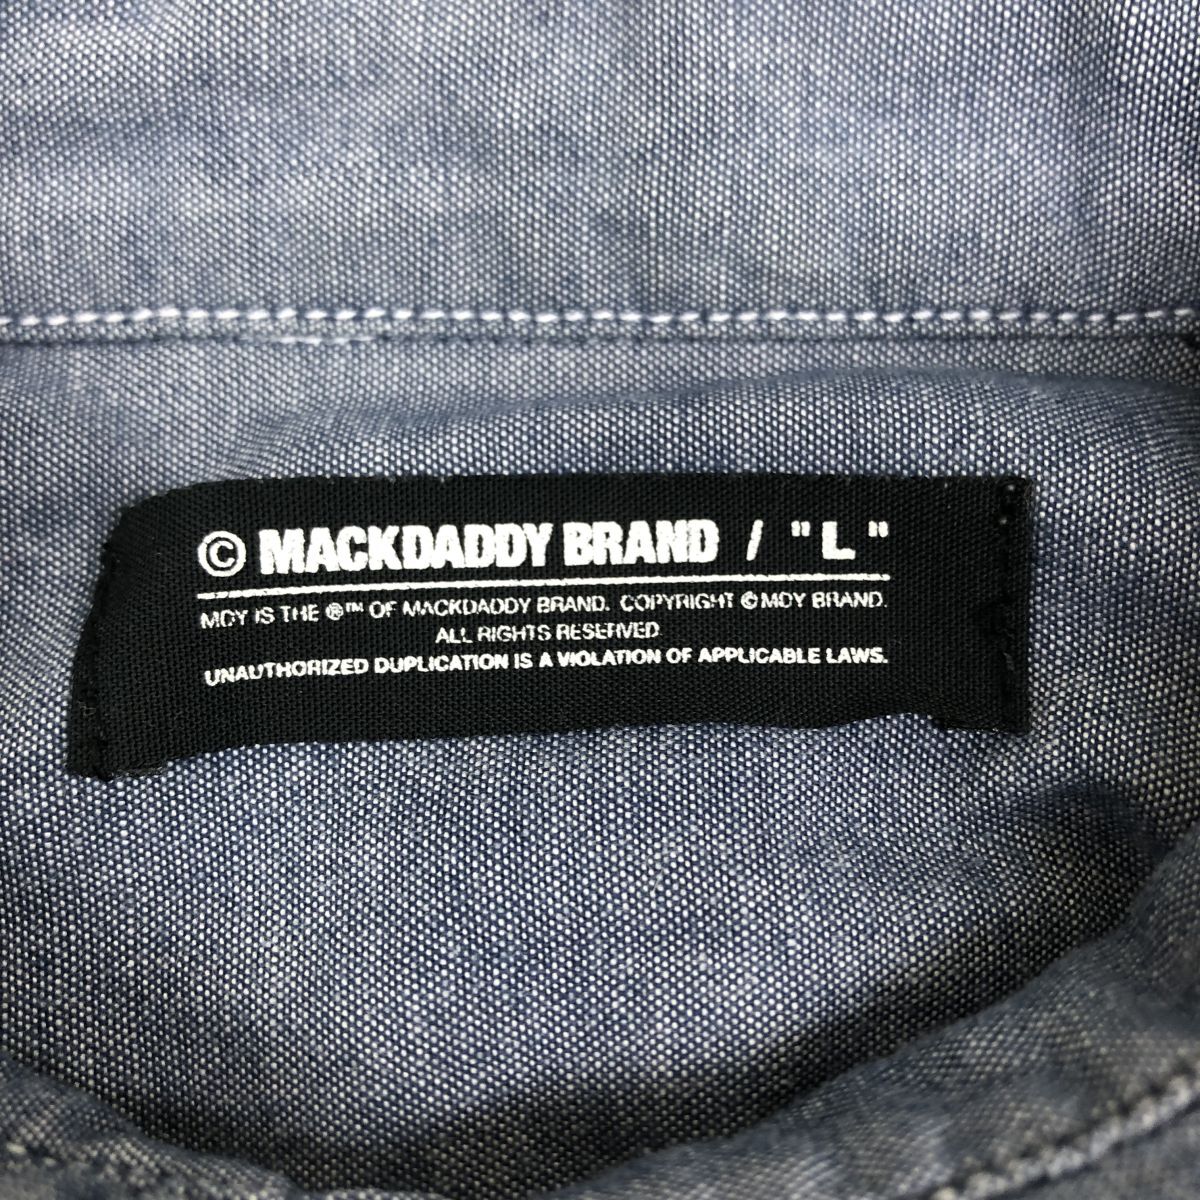 © MACKDADDY BRAND / "L"
MDY IS THE ®™ OF MACKDADDY BRAND. COPYRIGHT © MDY BRAND.
ALL RIGHTS RESERVED.
UNAUTHORIZED DUPLICATION IS A VIOLATION OF APPLICABLE LAWS.